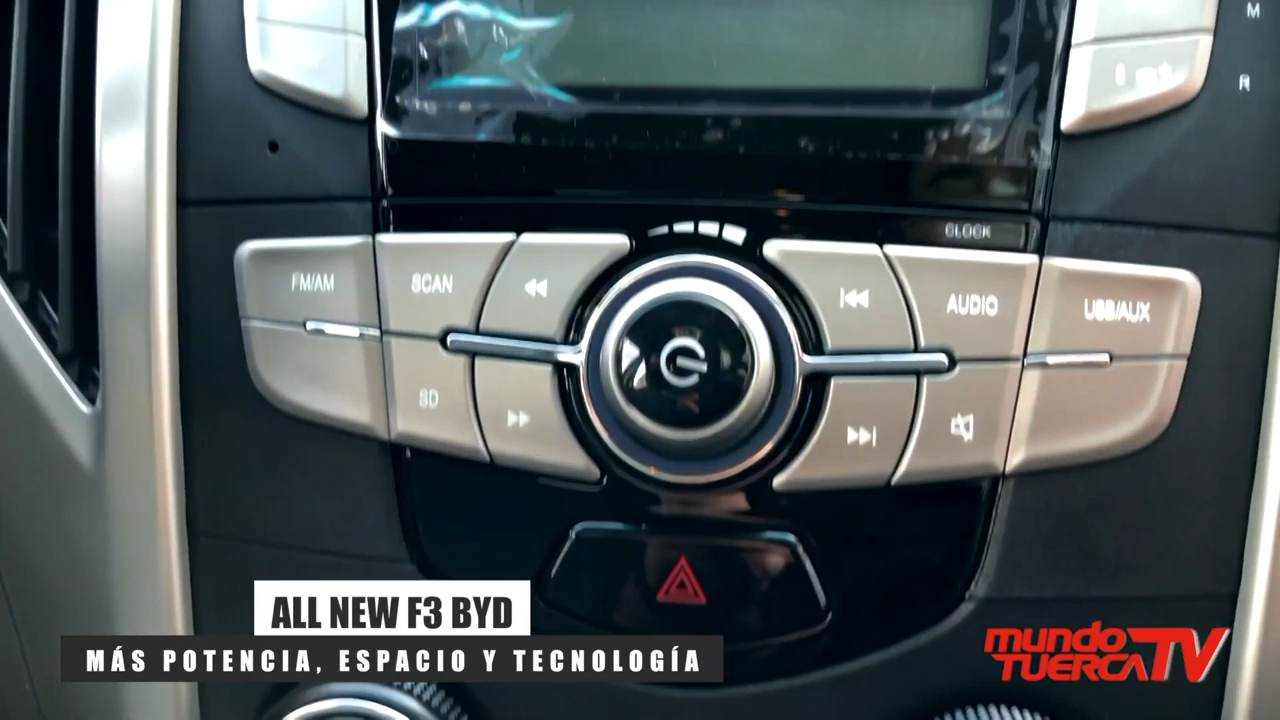 M
R
CLOCK
FM/AM
SCAN
AUDIO
USB/AUX
SD
ALL NEW F3 BYD
MÁS POTENCIA, ESPACIO Y TECNOLOGÍA
mundo
TUERCA TV